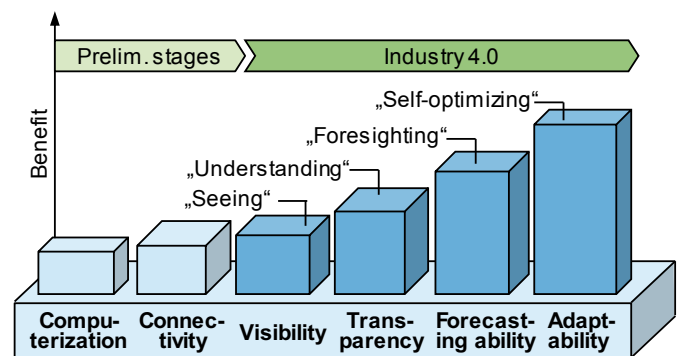 Prelim. stages
Industry 4.0
Benefit
„Self-optimizing“
„Foresighting“
„Understanding“
„Seeing“
Compu-
terization
Connec-
tivity
Visibility
Trans-
parency
Forecast-
ing ability
Adapt-
ability